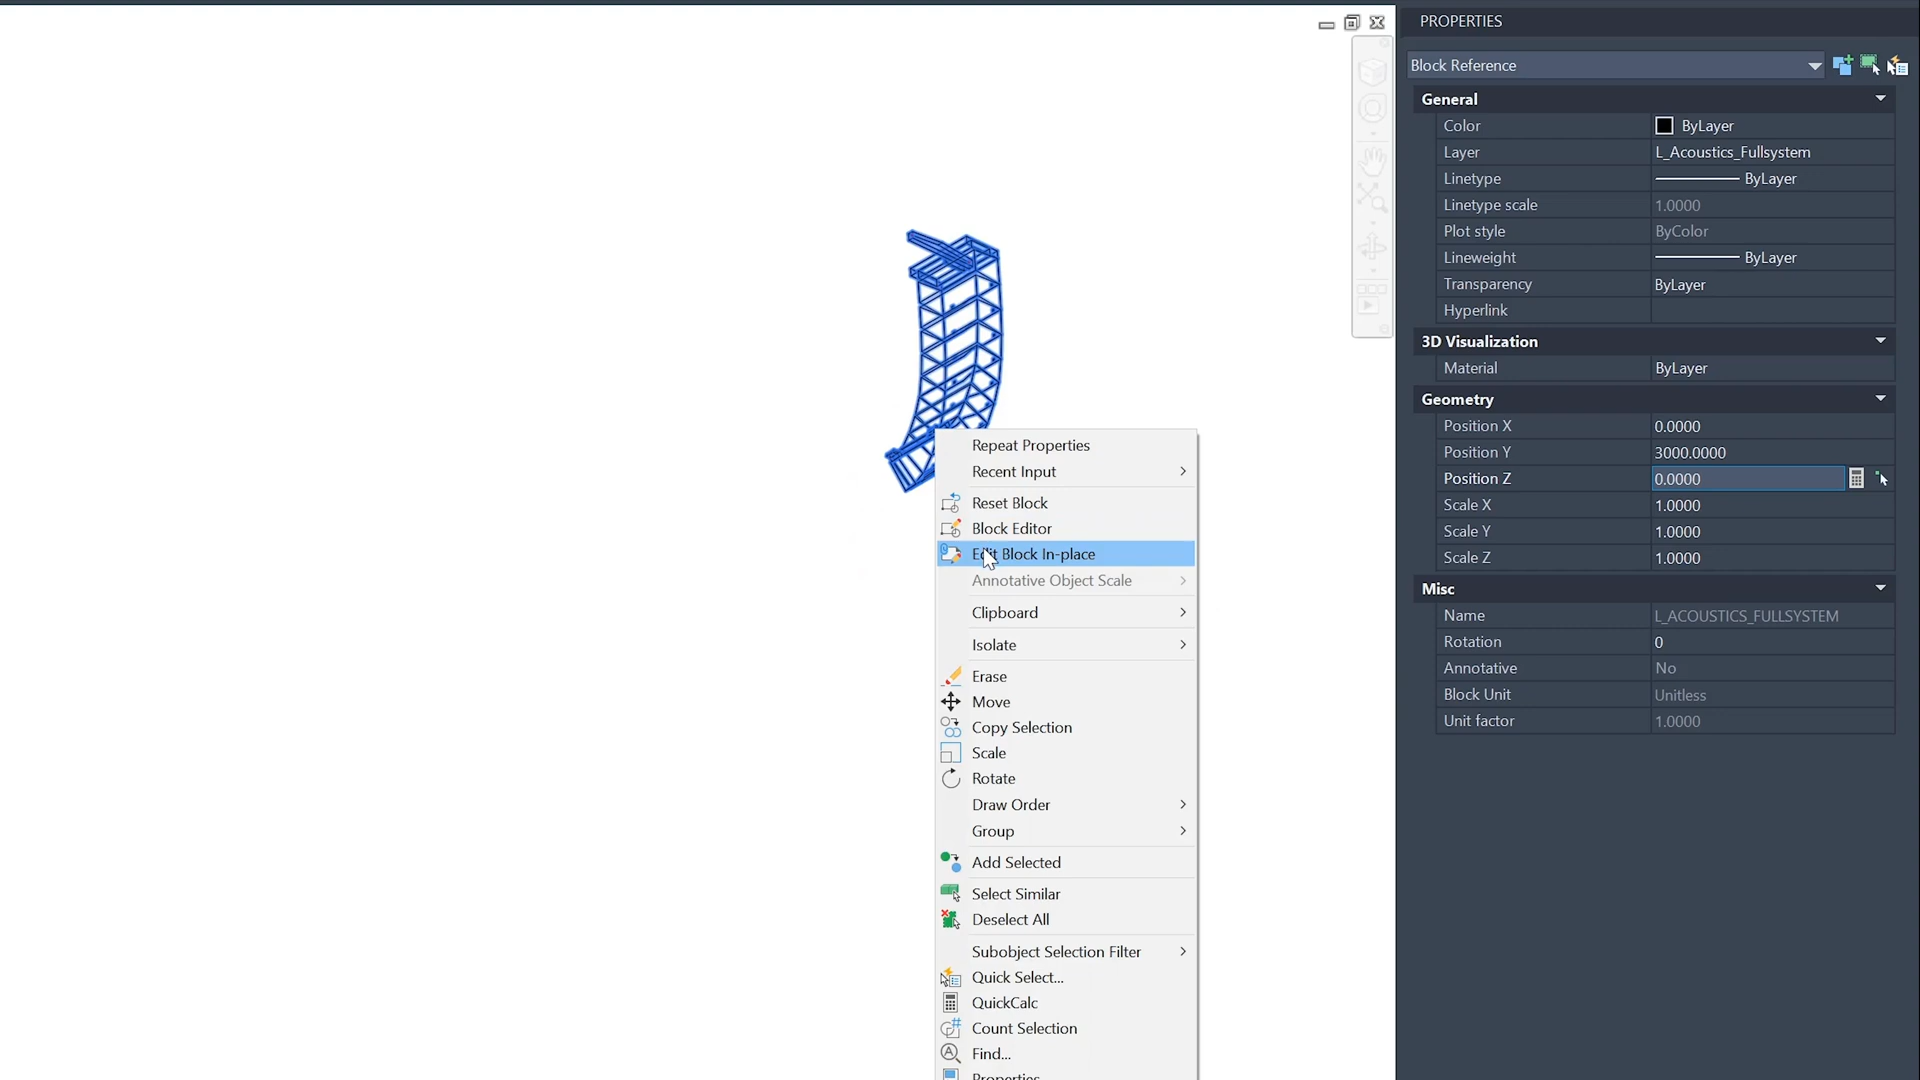 PROPERTIES
Block Reference
General
Color ByLayer
Layer L_Acoustics_Fullsystem
Linetype ByLayer
Linetype scale 1.0000
Plot style ByColor
Lineweight ByLayer
Transparency ByLayer
Hyperlink
3D Visualization
Material ByLayer
Geometry
Position X 0.0000
Position Y 3000.0000
Position Z 0.0000
Scale X 1.0000
Scale Y 1.0000
Scale Z 1.0000
Misc
Name L_ACOUSTICS_FULLSYSTEM
Rotation 0
Annotative No
Block Unit Unitless
Unit factor 1.0000
Repeat Properties
Recent Input
Reset Block
Block Editor
Edit Block In-place
Annotative Object Scale
Clipboard
Isolate
Erase
Move
Copy Selection
Scale
Rotate
Draw Order
Group
Add Selected
Select Similar
Deselect All
Subobject Selection Filter
Quick Select...
QuickCalc
Count Selection
Find...
Properties